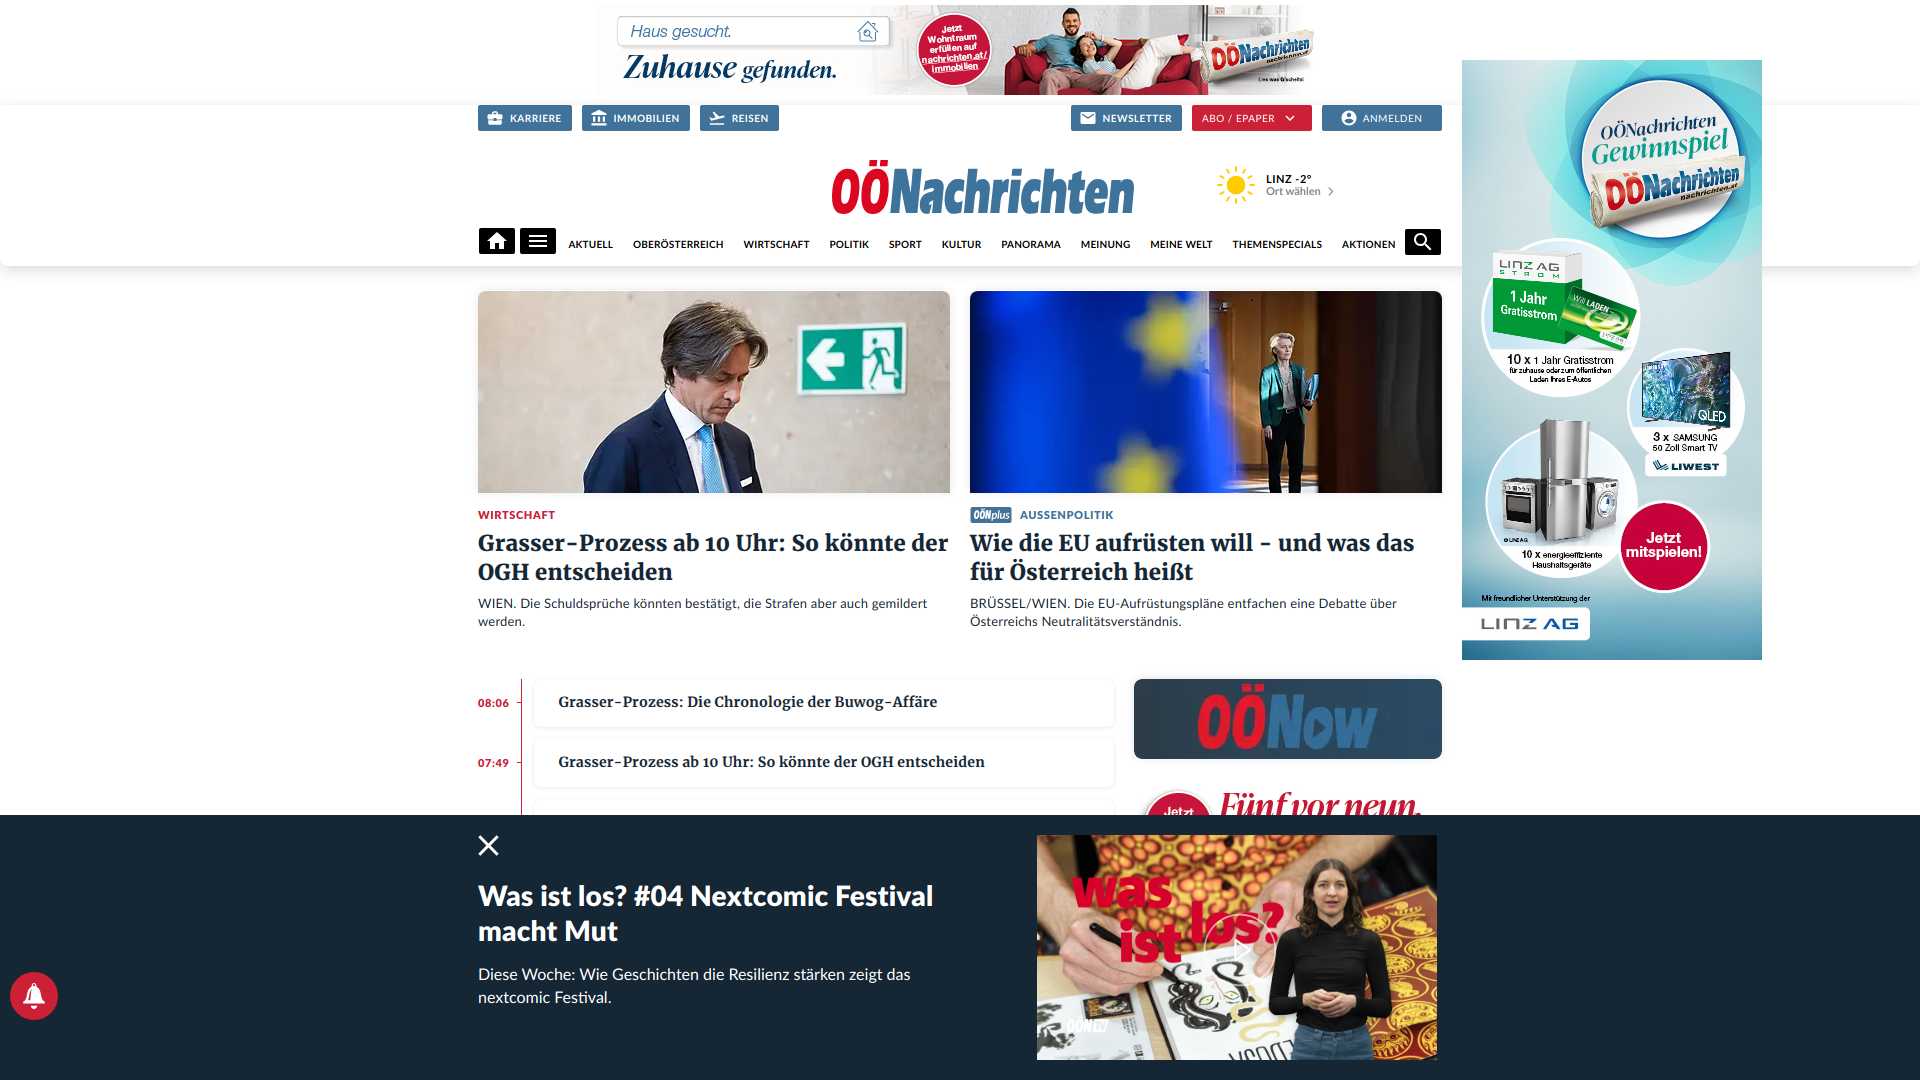 Haus gesucht.
Zuhause gefunden.
Jetzt
Wohntraum
erfüllen auf
nachrichten.at/
immobilien
OÖNachrichten
Lies was G'scheits!
KARRIERE
IMMOBILIEN
REISEN
NEWSLETTER
ABO / EPAPER
ANMELDEN
OÖNachrichten
LINZ -2°
Ort wählen
AKTUELL
OBERÖSTERREICH
WIRTSCHAFT
POLITIK
SPORT
KULTUR
PANORAMA
MEINUNG
MEINE WELT
THEMENSPECIALS
AKTIONEN
OÖNachrichten
Gewinnspiel
OÖNachrichten
nachrichten.at
LINZ AG
STROM
1 Jahr
Gratisstrom
Will LADEN
10 x 1 Jahr Gratisstrom
für zuhause oder zum öffentlichen
Laden Ihres E-Autos
QLED
3 x SAMSUNG
50 Zoll Smart TV
LIWEST
© LINZ AG
10 x energieeffiziente
Haushaltsgeräte
Jetzt
mitspielen!
Mit freundlicher Unterstützung der
LINZ AG
WIRTSCHAFT
Grasser-Prozess ab 10 Uhr: So könnte der
OGH entscheiden
WIEN. Die Schuldsprüche könnten bestätigt, die Strafen aber auch gemildert
werden.
OÖNplus AUSSENPOLITIK
Wie die EU aufrüsten will - und was das
für Österreich heißt
BRÜSSEL/WIEN. Die EU-Aufrüstungspläne entfachen eine Debatte über
Österreichs Neutralitätsverständnis.
08:06
Grasser-Prozess: Die Chronologie der Buwog-Affäre
07:49
Grasser-Prozess ab 10 Uhr: So könnte der OGH entscheiden
OÖNow
Jetzt
Fünf vor neun.
Was ist los? #04 Nextcomic Festival
macht Mut
Diese Woche: Wie Geschichten die Resilienz stärken zeigt das
nextcomic Festival.
was
ist los?